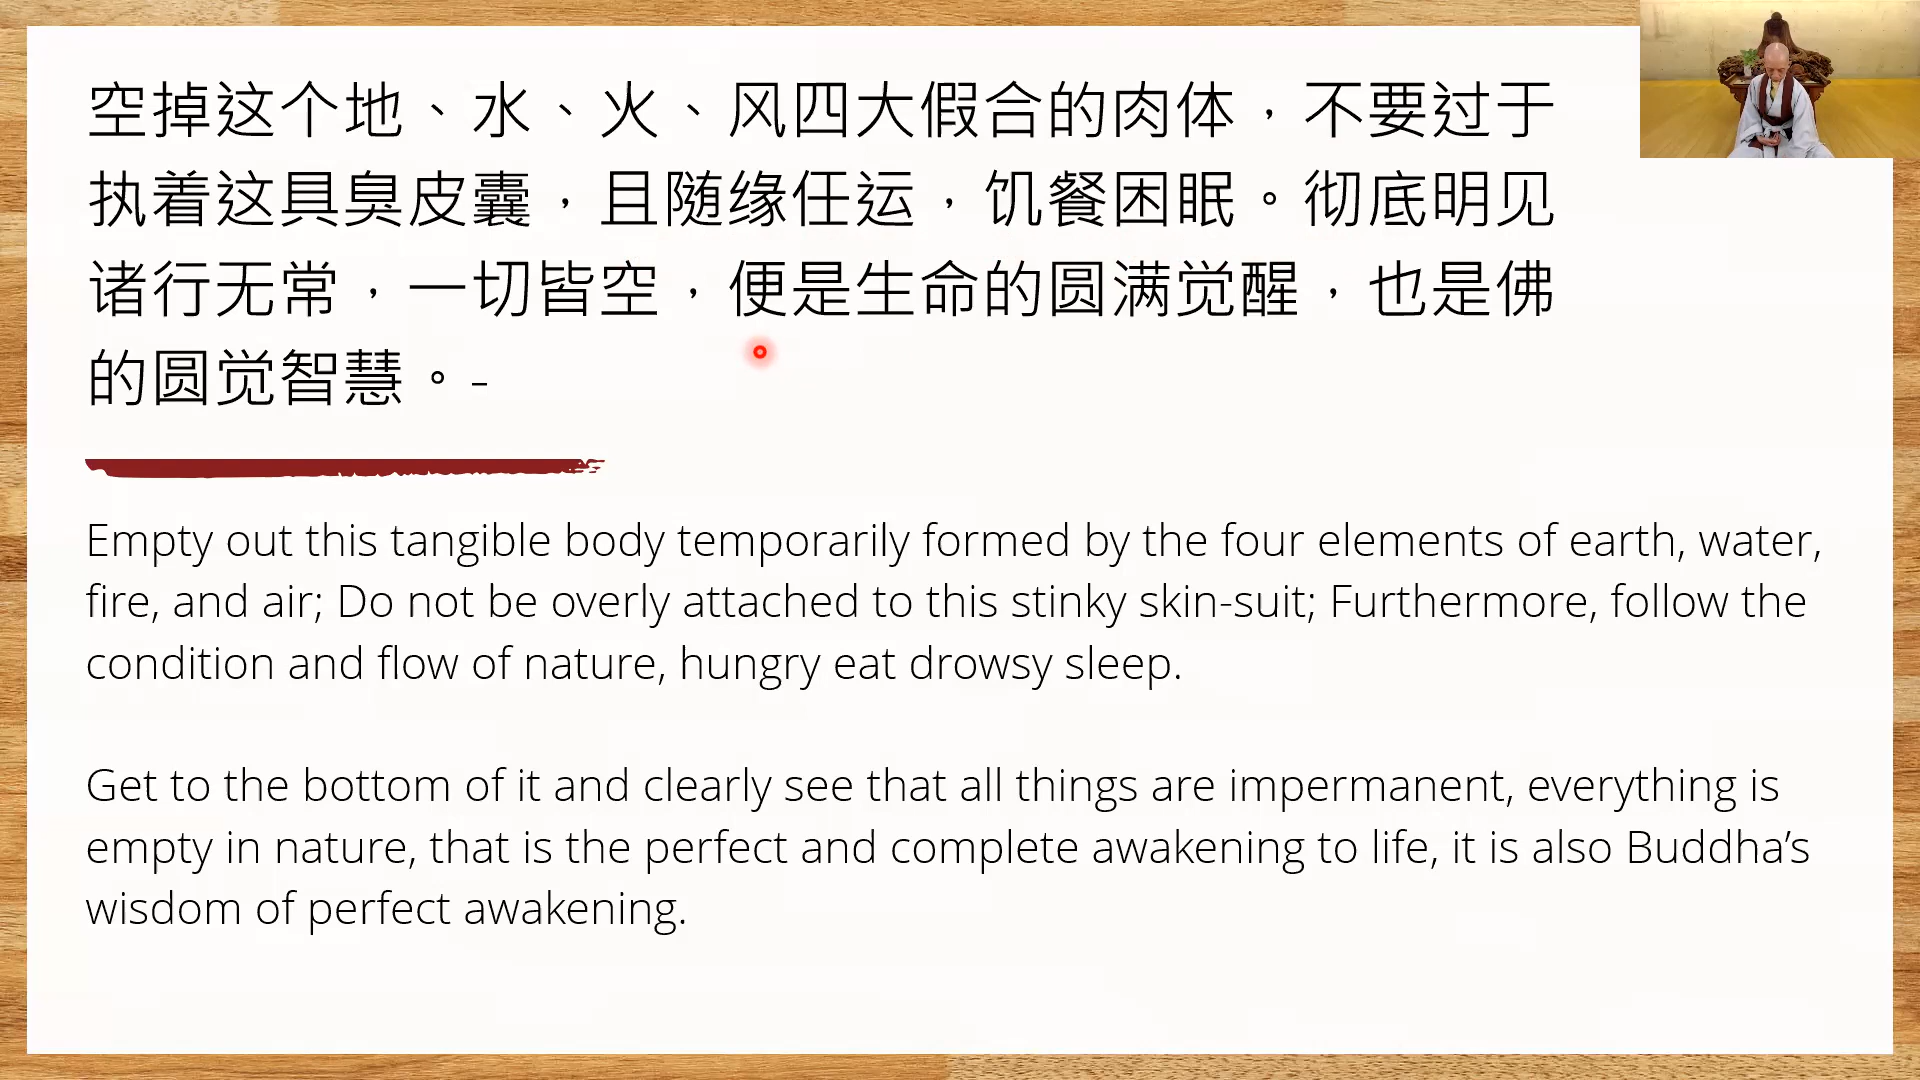 空掉这个地、水、火、风四大假合的肉体，不要过于
执着这具臭皮囊，且随缘任运，饥餐困眠。彻底明见
诸行无常，一切皆空，便是生命的圆满觉醒，也是佛
的圆觉智慧。-
Empty out this tangible body temporarily formed by the four elements of earth, water,
fire, and air; Do not be overly attached to this stinky skin-suit; Furthermore, follow the
condition and flow of nature, hungry eat drowsy sleep.
Get to the bottom of it and clearly see that all things are impermanent, everything is
empty in nature, that is the perfect and complete awakening to life, it is also Buddha’s
wisdom of perfect awakening.